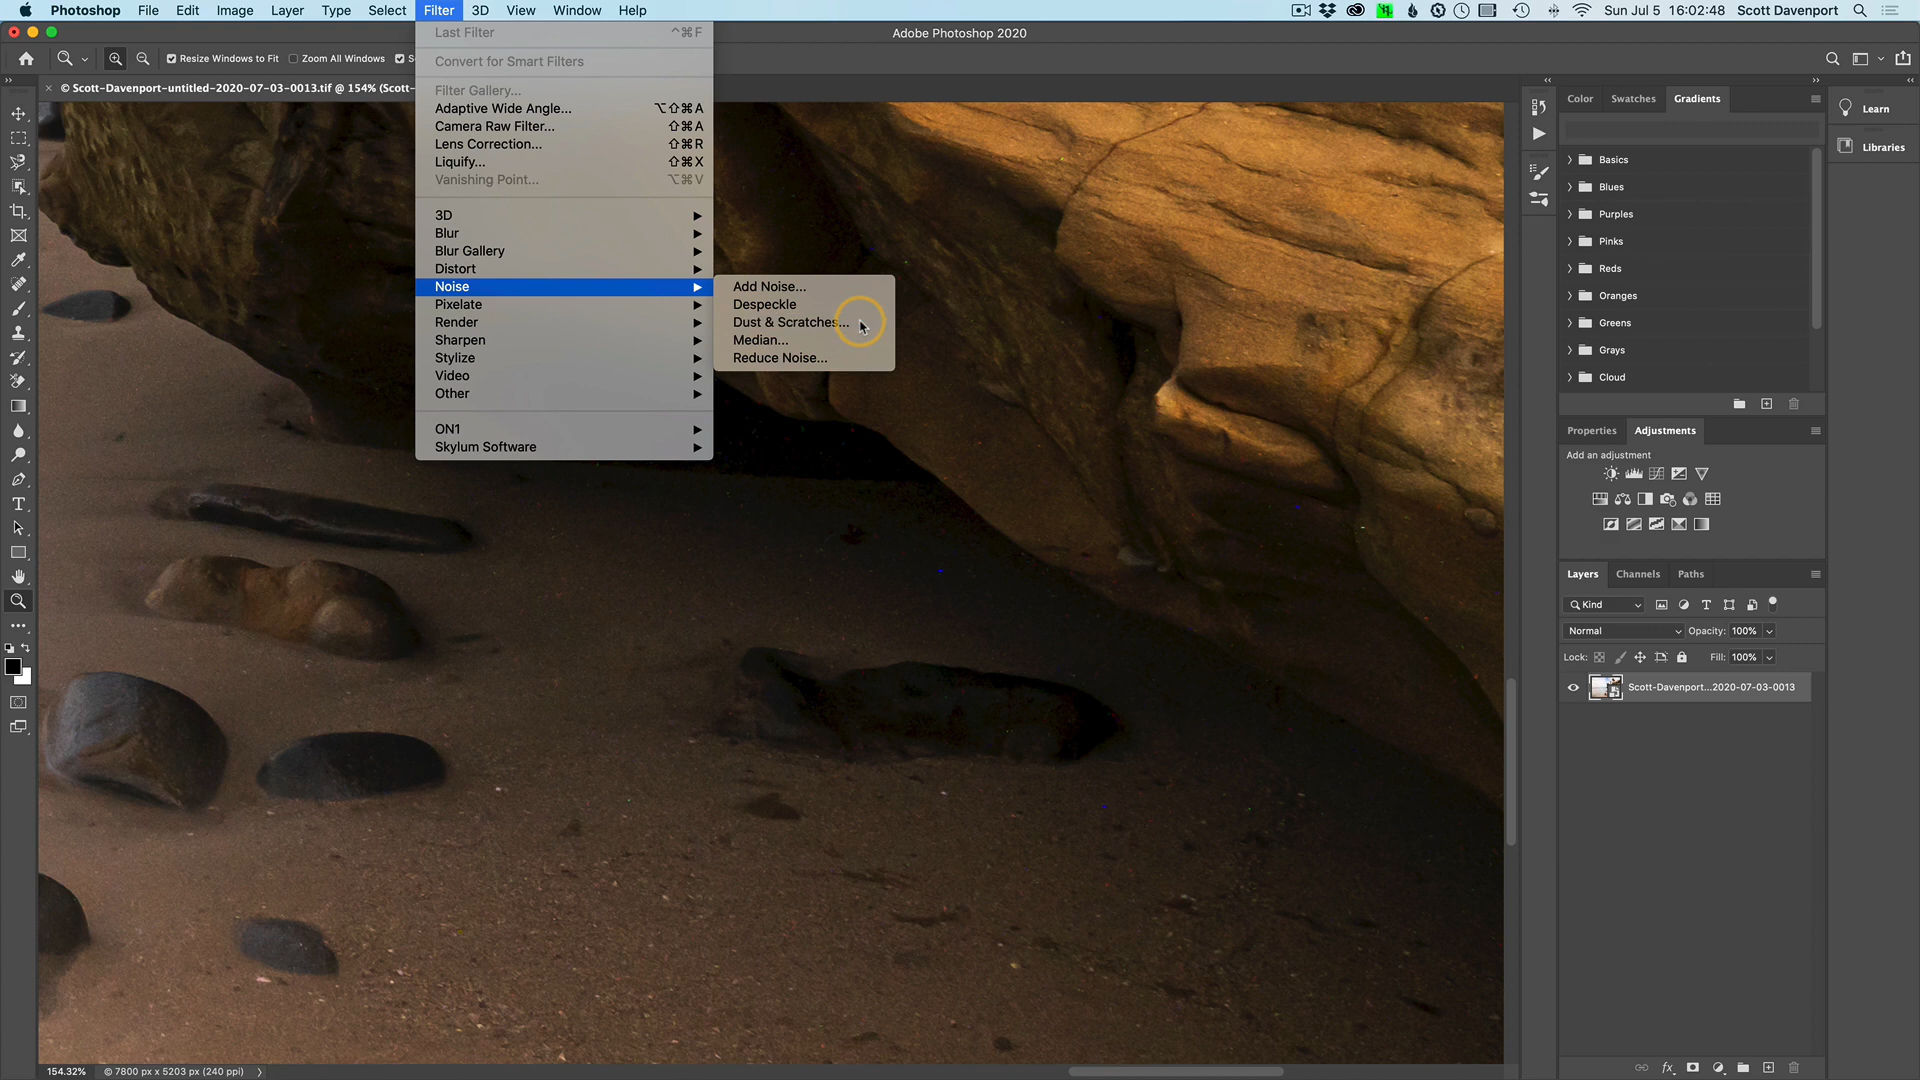 Photoshop File Edit Image Layer Type Select Filter 3D View Window Help Sun Jul 5 16:02:48 Scott Davenport
Adobe Photoshop 2020
Resize Windows to Fit Zoom All Windows
© Scott-Davenport-untitled-2020-07-03-0013.tif @ 154% (Scott-
Last Filter ^⌘F
Convert for Smart Filters
Filter Gallery...
Adaptive Wide Angle... ⌥⇧⌘A
Camera Raw Filter... ⇧⌘A
Lens Correction... ⇧⌘R
Liquify... ⇧⌘X
Vanishing Point... ⌥⌘V
3D
Blur
Blur Gallery
Distort
Noise
Pixelate
Render
Sharpen
Stylize
Video
Other
ON1
Skylum Software
Add Noise...
Despeckle
Dust & Scratches...
Median...
Reduce Noise...
Color Swatches Gradients
Basics
Blues
Purples
Pinks
Reds
Oranges
Greens
Grays
Cloud
Learn
Libraries
Properties Adjustments
Add an adjustment
Layers Channels Paths
Kind
Normal Opacity: 100%
Lock: Fill: 100%
Scott-Davenport...2020-07-03-0013
154.32% © 7800 px x 5203 px (240 ppi)